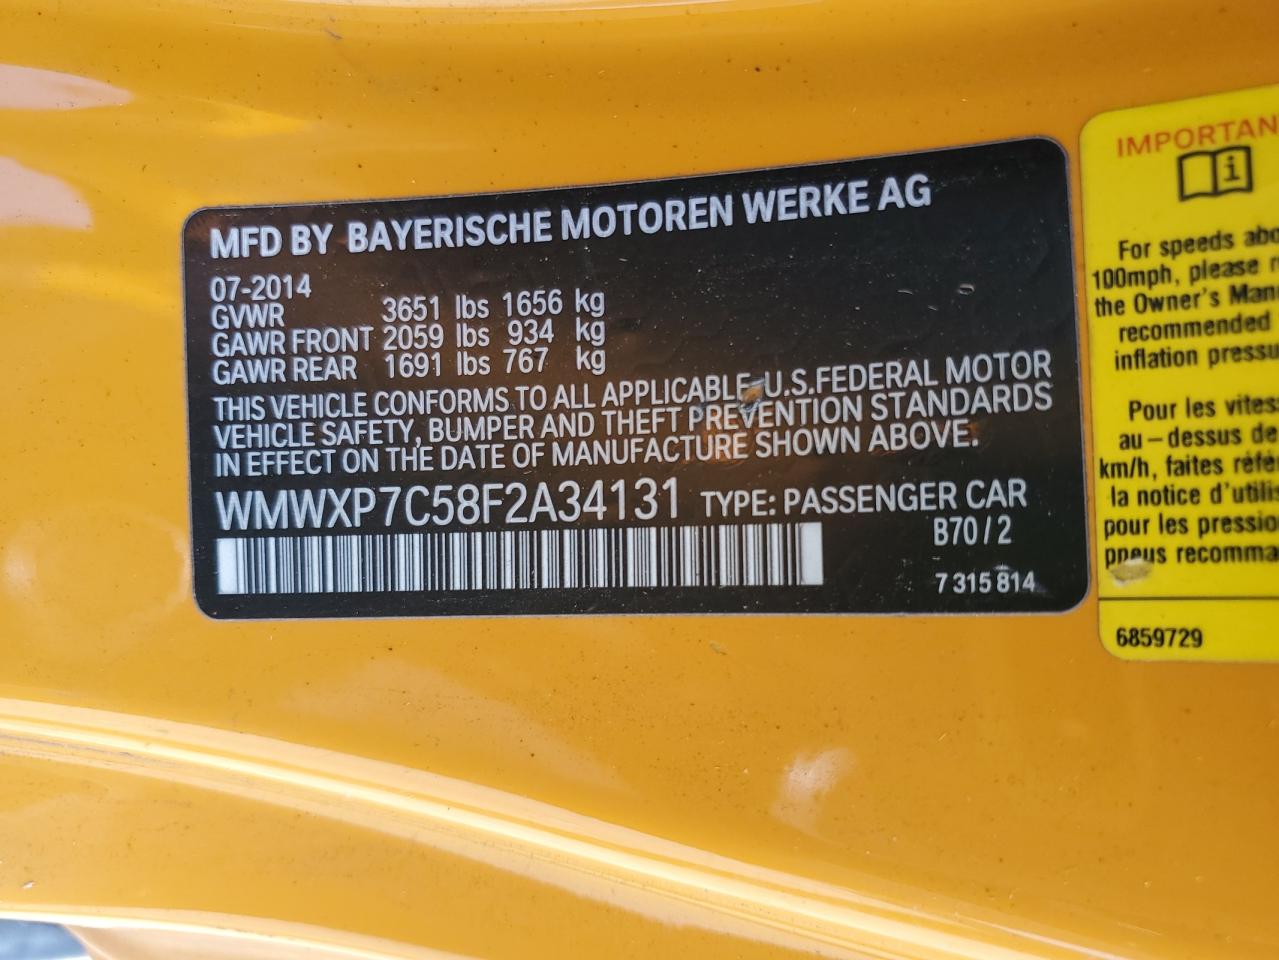 MFD BY BAYERISCHE MOTOREN WERKE AG
07-2014
GVWR 3651 lbs 1656 kg
GAWR FRONT 2059 lbs 934 kg
GAWR REAR 1691 lbs 767 kg
THIS VEHICLE CONFORMS TO ALL APPLICABLE U.S.FEDERAL MOTOR
VEHICLE SAFETY, BUMPER AND THEFT PREVENTION STANDARDS
IN EFFECT ON THE DATE OF MANUFACTURE SHOWN ABOVE.
WMWXP7C58F2A34131 TYPE: PASSENGER CAR
B70/2
7 315 814
IMPORTAN
For speeds abo
100mph, please r
the Owner's Man
recommended
inflation pressu
Pour les vites
au-dessus de
km/h, faites réfé
la notice d'utilis
pour les pressio
pneus recomma
6859729